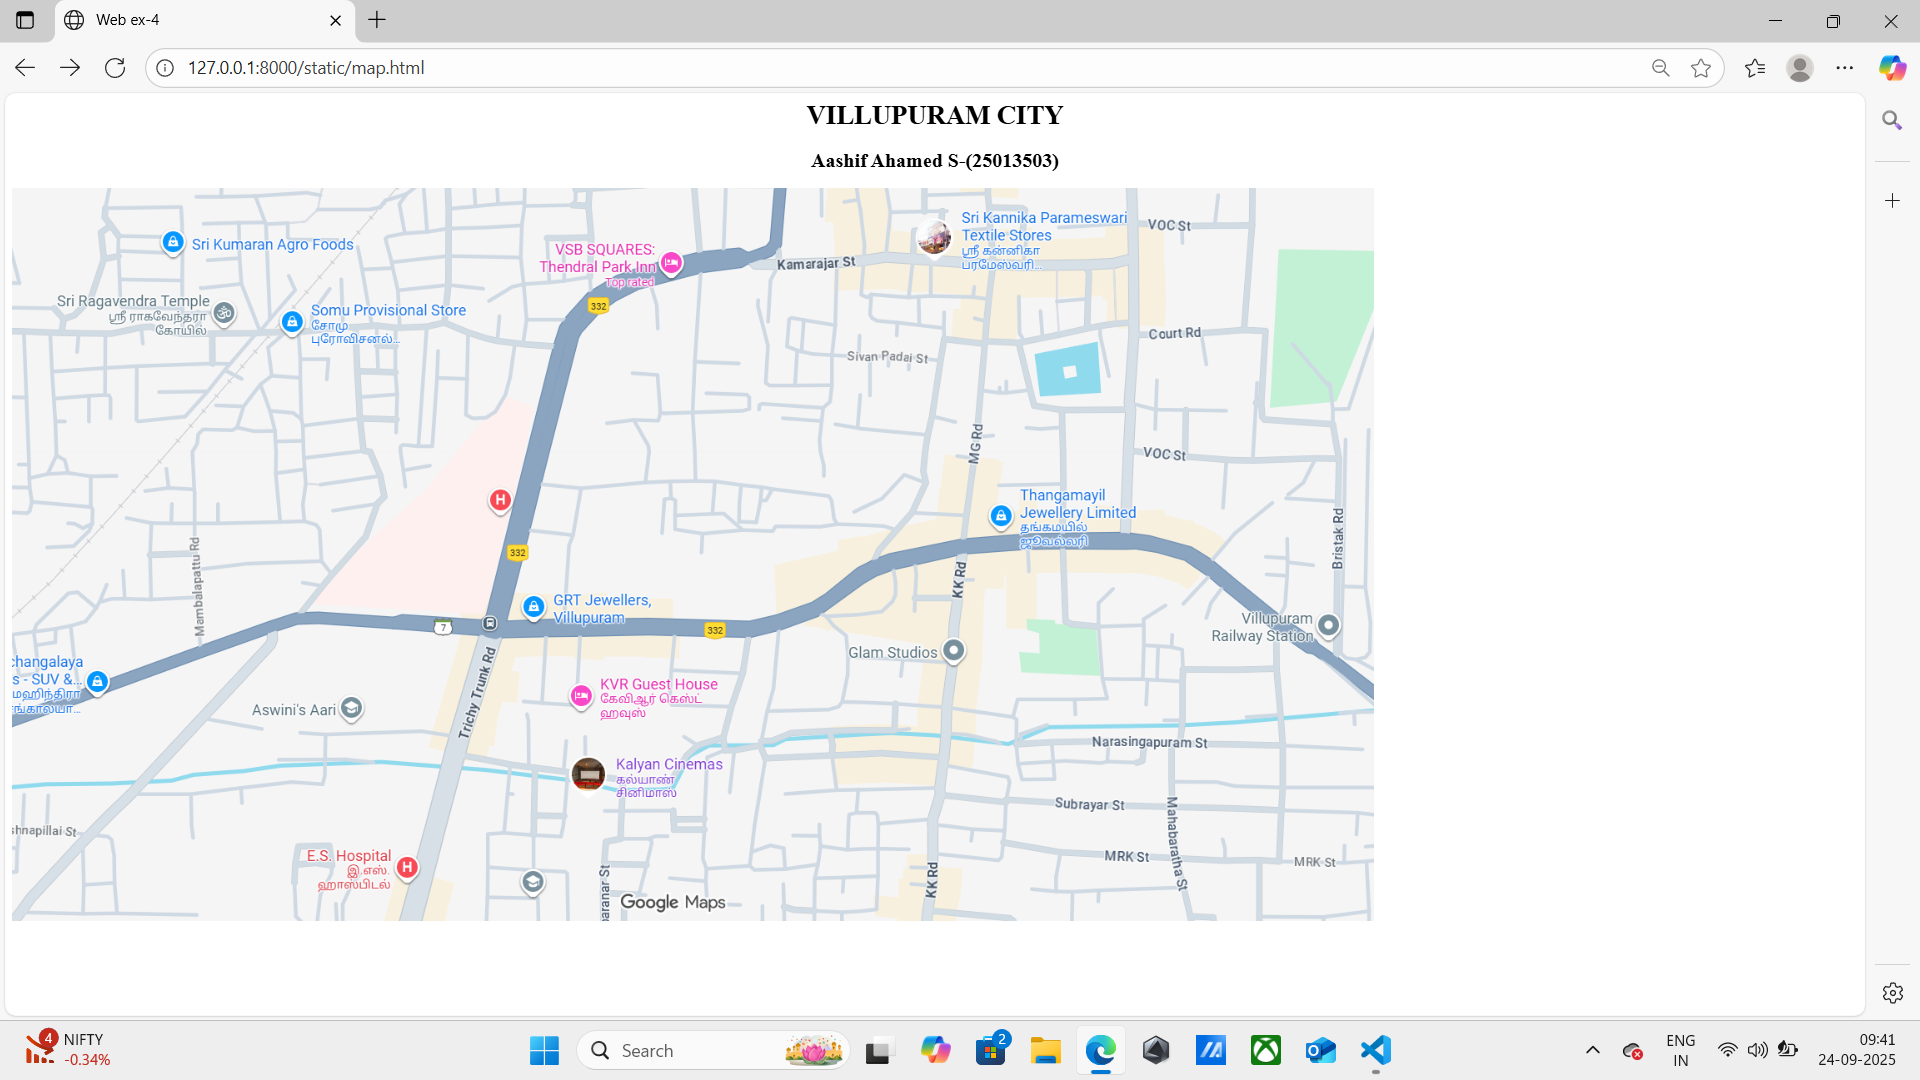 Web ex-4
127.0.0.1:8000/static/map.html
VILLUPURAM CITY
Aashif Ahamed S-(25013503)
Sri Kannika Parameswari
Textile Stores
ஸ்ரீ கன்னிகா
பரமேஸ்வரி...
VOC St
Sri Kumaran Agro Foods
VSB SQUARES:
Thendral Park Inn
Top rated
Kamarajar St
Sri Ragavendra Temple
ஸ்ரீ ராகவேந்தரா
கோயில்
Somu Provisional Store
சோமு
புரோவிசனல்...
332
Court Rd
Sivan Padai St
MG Rd
VOC St
Thangamayil
Jewellery Limited
தங்கமயில்
ஜூவல்லரி
Bristak Rd
332
Mambalapattu Rd
KK Rd
GRT Jewellers,
Villupuram
7
332
Villupuram
Railway Station
Glam Studios
changalaya
s - SUV &...
மஹிந்திரா
Trichy Trunk Rd
KVR Guest House
கேவிஆர் கெஸ்ட்
ஹவுஸ்
Aswini's Aari
Narasingapuram St
Kalyan Cinemas
கல்யாண்
சினிமாஸ்
Subrayar St
Mahabaratha St
shnapillai St
E.S. Hospital
இ.எஸ்.
ஹாஸ்பிடல்
MRK St
MRK St
KK Rd
baranar St
Google Maps
4
NIFTY
-0.34%
Search
2
ENG
IN
09:41
24-09-2025